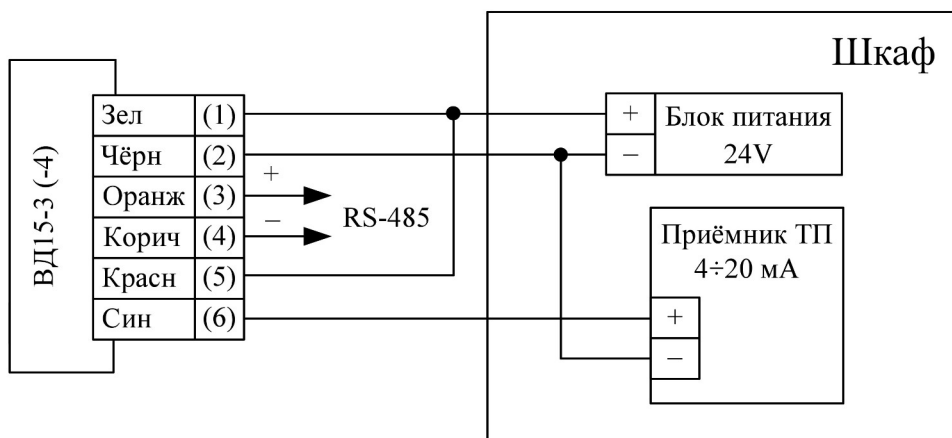 Шкаф
ВД15-3 (-4)
Зел (1)
Чёрн (2)
Оранж (3)
Корич (4)
Красн (5)
Син (6)
+
–
RS-485
+ Блок питания
– 24V
Приёмник ТП
4÷20 мА
+
–